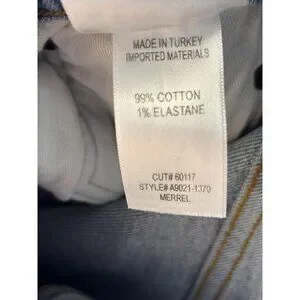 MADE IN TURKEY
IMPORTED MATERIALS
99% COTTON
1% ELASTANE
CUT# 60117
STYLE# A9021-1370
MERREL